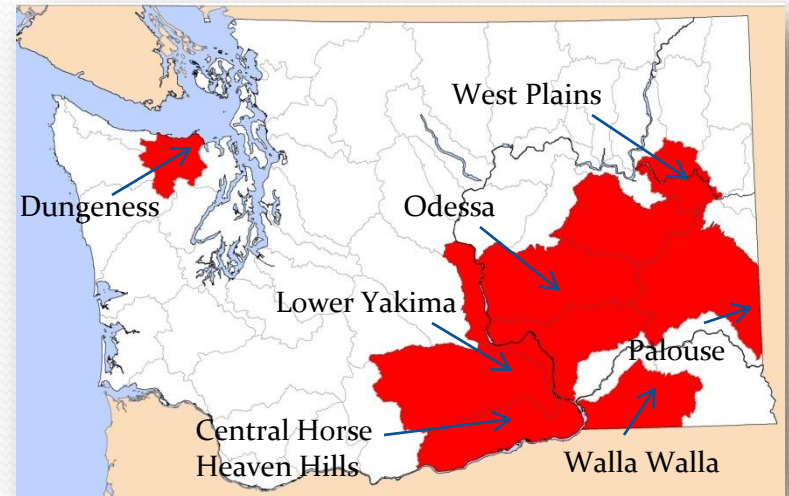 West Plains
Dungeness
Odessa
Lower Yakima
Palouse
Central Horse
Heaven Hills
Walla Walla